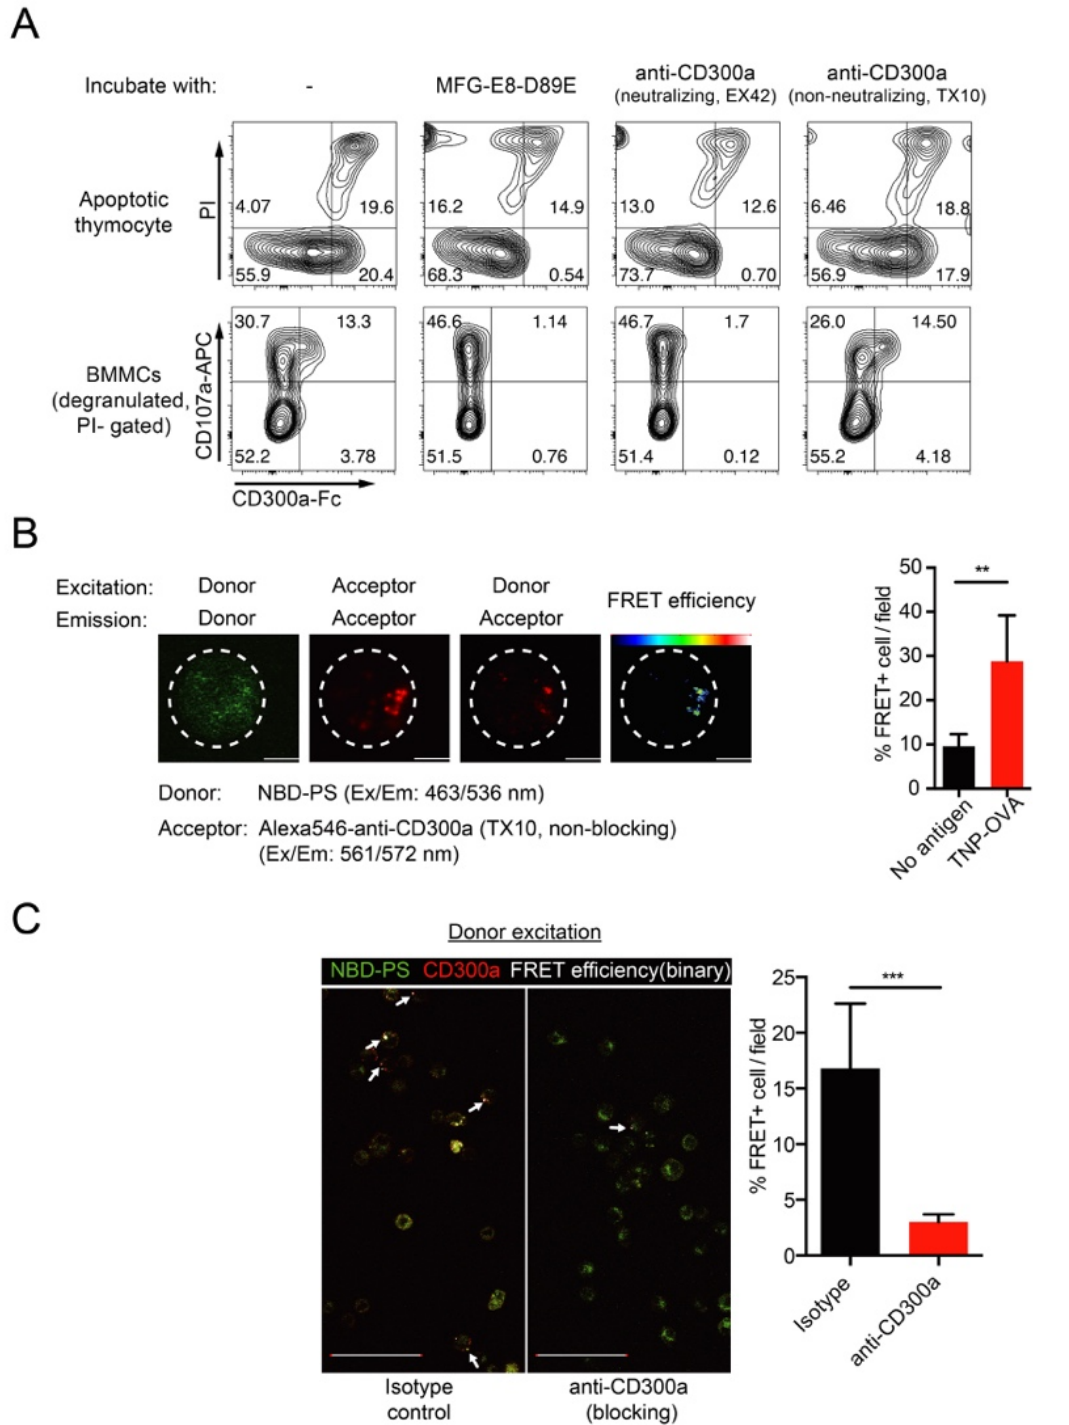 A
Incubate with:
-
MFG-E8-D89E
anti-CD300a
(neutralizing, EX42)
anti-CD300a
(non-neutralizing, TX10)
Apoptotic
thymocyte
PI
4.07
19.6
55.9
20.4
16.2
14.9
68.3
0.54
13.0
12.6
73.7
0.70
6.46
18.8
56.9
17.9
BMMCs
(degranulated,
PI- gated)
CD107a-APC
30.7
13.3
52.2
3.78
46.6
1.14
51.5
0.76
46.7
1.7
51.4
0.12
26.0
14.50
55.2
4.18
CD300a-Fc
B
Excitation:
Donor
Acceptor
Donor
Emission:
Donor
Acceptor
Acceptor
FRET efficiency
Donor: NBD-PS (Ex/Em: 463/536 nm)
Acceptor: Alexa546-anti-CD300a (TX10, non-blocking)
(Ex/Em: 561/572 nm)
% FRET+ cell / field
50
40
30
20
10
0
**
No antigen
TNP-OVA
C
Donor excitation
NBD-PS CD300a FRET efficiency(binary)
Isotype
control
anti-CD300a
(blocking)
% FRET+ cell / field
25
20
15
10
5
0
***
Isotype
anti-CD300a